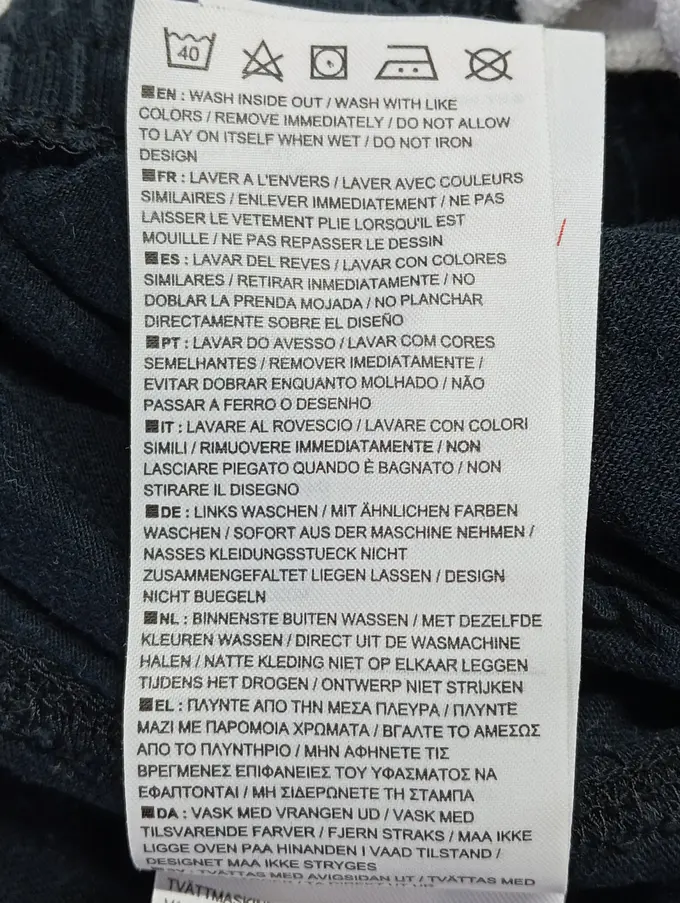 40
EN : WASH INSIDE OUT / WASH WITH LIKE
COLORS / REMOVE IMMEDIATELY / DO NOT ALLOW
TO LAY ON ITSELF WHEN WET / DO NOT IRON
DESIGN
FR : LAVER A L'ENVERS / LAVER AVEC COULEURS
SIMILAIRES / ENLEVER IMMEDIATEMENT / NE PAS
LAISSER LE VETEMENT PLIE LORSQU'IL EST
MOUILLE / NE PAS REPASSER LE DESSIN
ES : LAVAR DEL REVES / LAVAR CON COLORES
SIMILARES / RETIRAR INMEDIATAMENTE / NO
DOBLAR LA PRENDA MOJADA / NO PLANCHAR
DIRECTAMENTE SOBRE EL DISEÑO
PT : LAVAR DO AVESSO / LAVAR COM CORES
SEMELHANTES / REMOVER IMEDIATAMENTE /
EVITAR DOBRAR ENQUANTO MOLHADO / NÃO
PASSAR A FERRO O DESENHO
IT : LAVARE AL ROVESCIO / LAVARE CON COLORI
SIMILI / RIMUOVERE IMMEDIATAMENTE / NON
LASCIARE PIEGATO QUANDO È BAGNATO / NON
STIRARE IL DISEGNO
DE : LINKS WASCHEN / MIT ÄHNLICHEN FARBEN
WASCHEN / SOFORT AUS DER MASCHINE NEHMEN /
NASSES KLEIDUNGSSTUECK NICHT
ZUSAMMENGEFALTET LIEGEN LASSEN / DESIGN
NICHT BUEGELN
NL : BINNENSTE BUITEN WASSEN / MET DEZELFDE
KLEUREN WASSEN / DIRECT UIT DE WASMACHINE
HALEN / NATTE KLEDING NIET OP ELKAAR LEGGEN
TIJDENS HET DROGEN / ONTWERP NIET STRIJKEN
EL : ΠΛΥΝΤΕ ΑΠΟ ΤΗΝ ΜΕΣΑ ΠΛΕΥΡΑ / ΠΛΥΝΤΕ
ΜΑΖΙ ΜΕ ΠΑΡΟΜΟΙΑ ΧΡΩΜΑΤΑ / ΒΓΑΛΤΕ ΤΟ ΑΜΕΣΩΣ
ΑΠΟ ΤΟ ΠΛΥΝΤΗΡΙΟ / ΜΗΝ ΑΦΗΝΕΤΕ ΤΙΣ
ΒΡΕΓΜΕΝΕΣ ΕΠΙΦΑΝΕΙΕΣ ΤΟΥ ΥΦΑΣΜΑΤΟΣ ΝΑ
ΕΦΑΠΤΟΝΤΑΙ / ΜΗ ΣΙΔΕΡΩΝΕΤΕ ΤΗ ΣΤΑΜΠΑ
DA : VASK MED VRANGEN UD / VASK MED
TILSVARENDE FARVER / FJERN STRAKS / MAA IKKE
LIGGE OVEN PAA HINANDEN I VAAD TILSTAND /
DESIGNET MAA IKKE STRYGES
TVÄTTAS MED AVIGSIDAN UT / TVÄTTAS MED